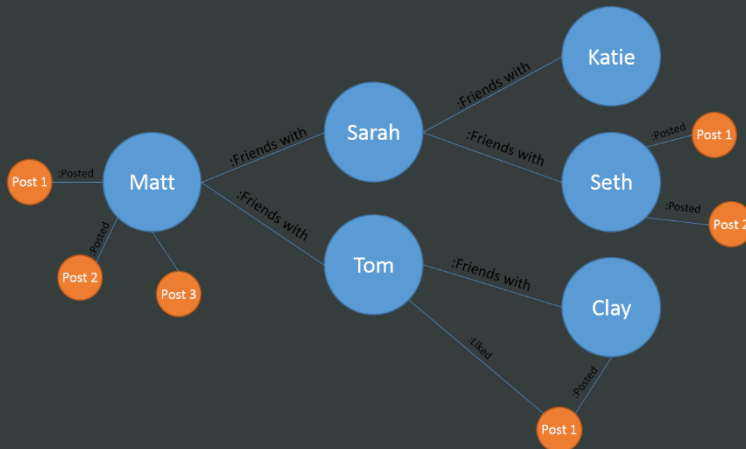 Katie
:Friends with
Sarah
:Friends with
:Posted
Post 1
:Friends with
Seth
Post 1
:Posted
Matt
:Posted
Post 2
:Friends with
:Posted
Post 2
Post 3
Tom
:Friends with
Clay
:Liked
:Posted
Post 1